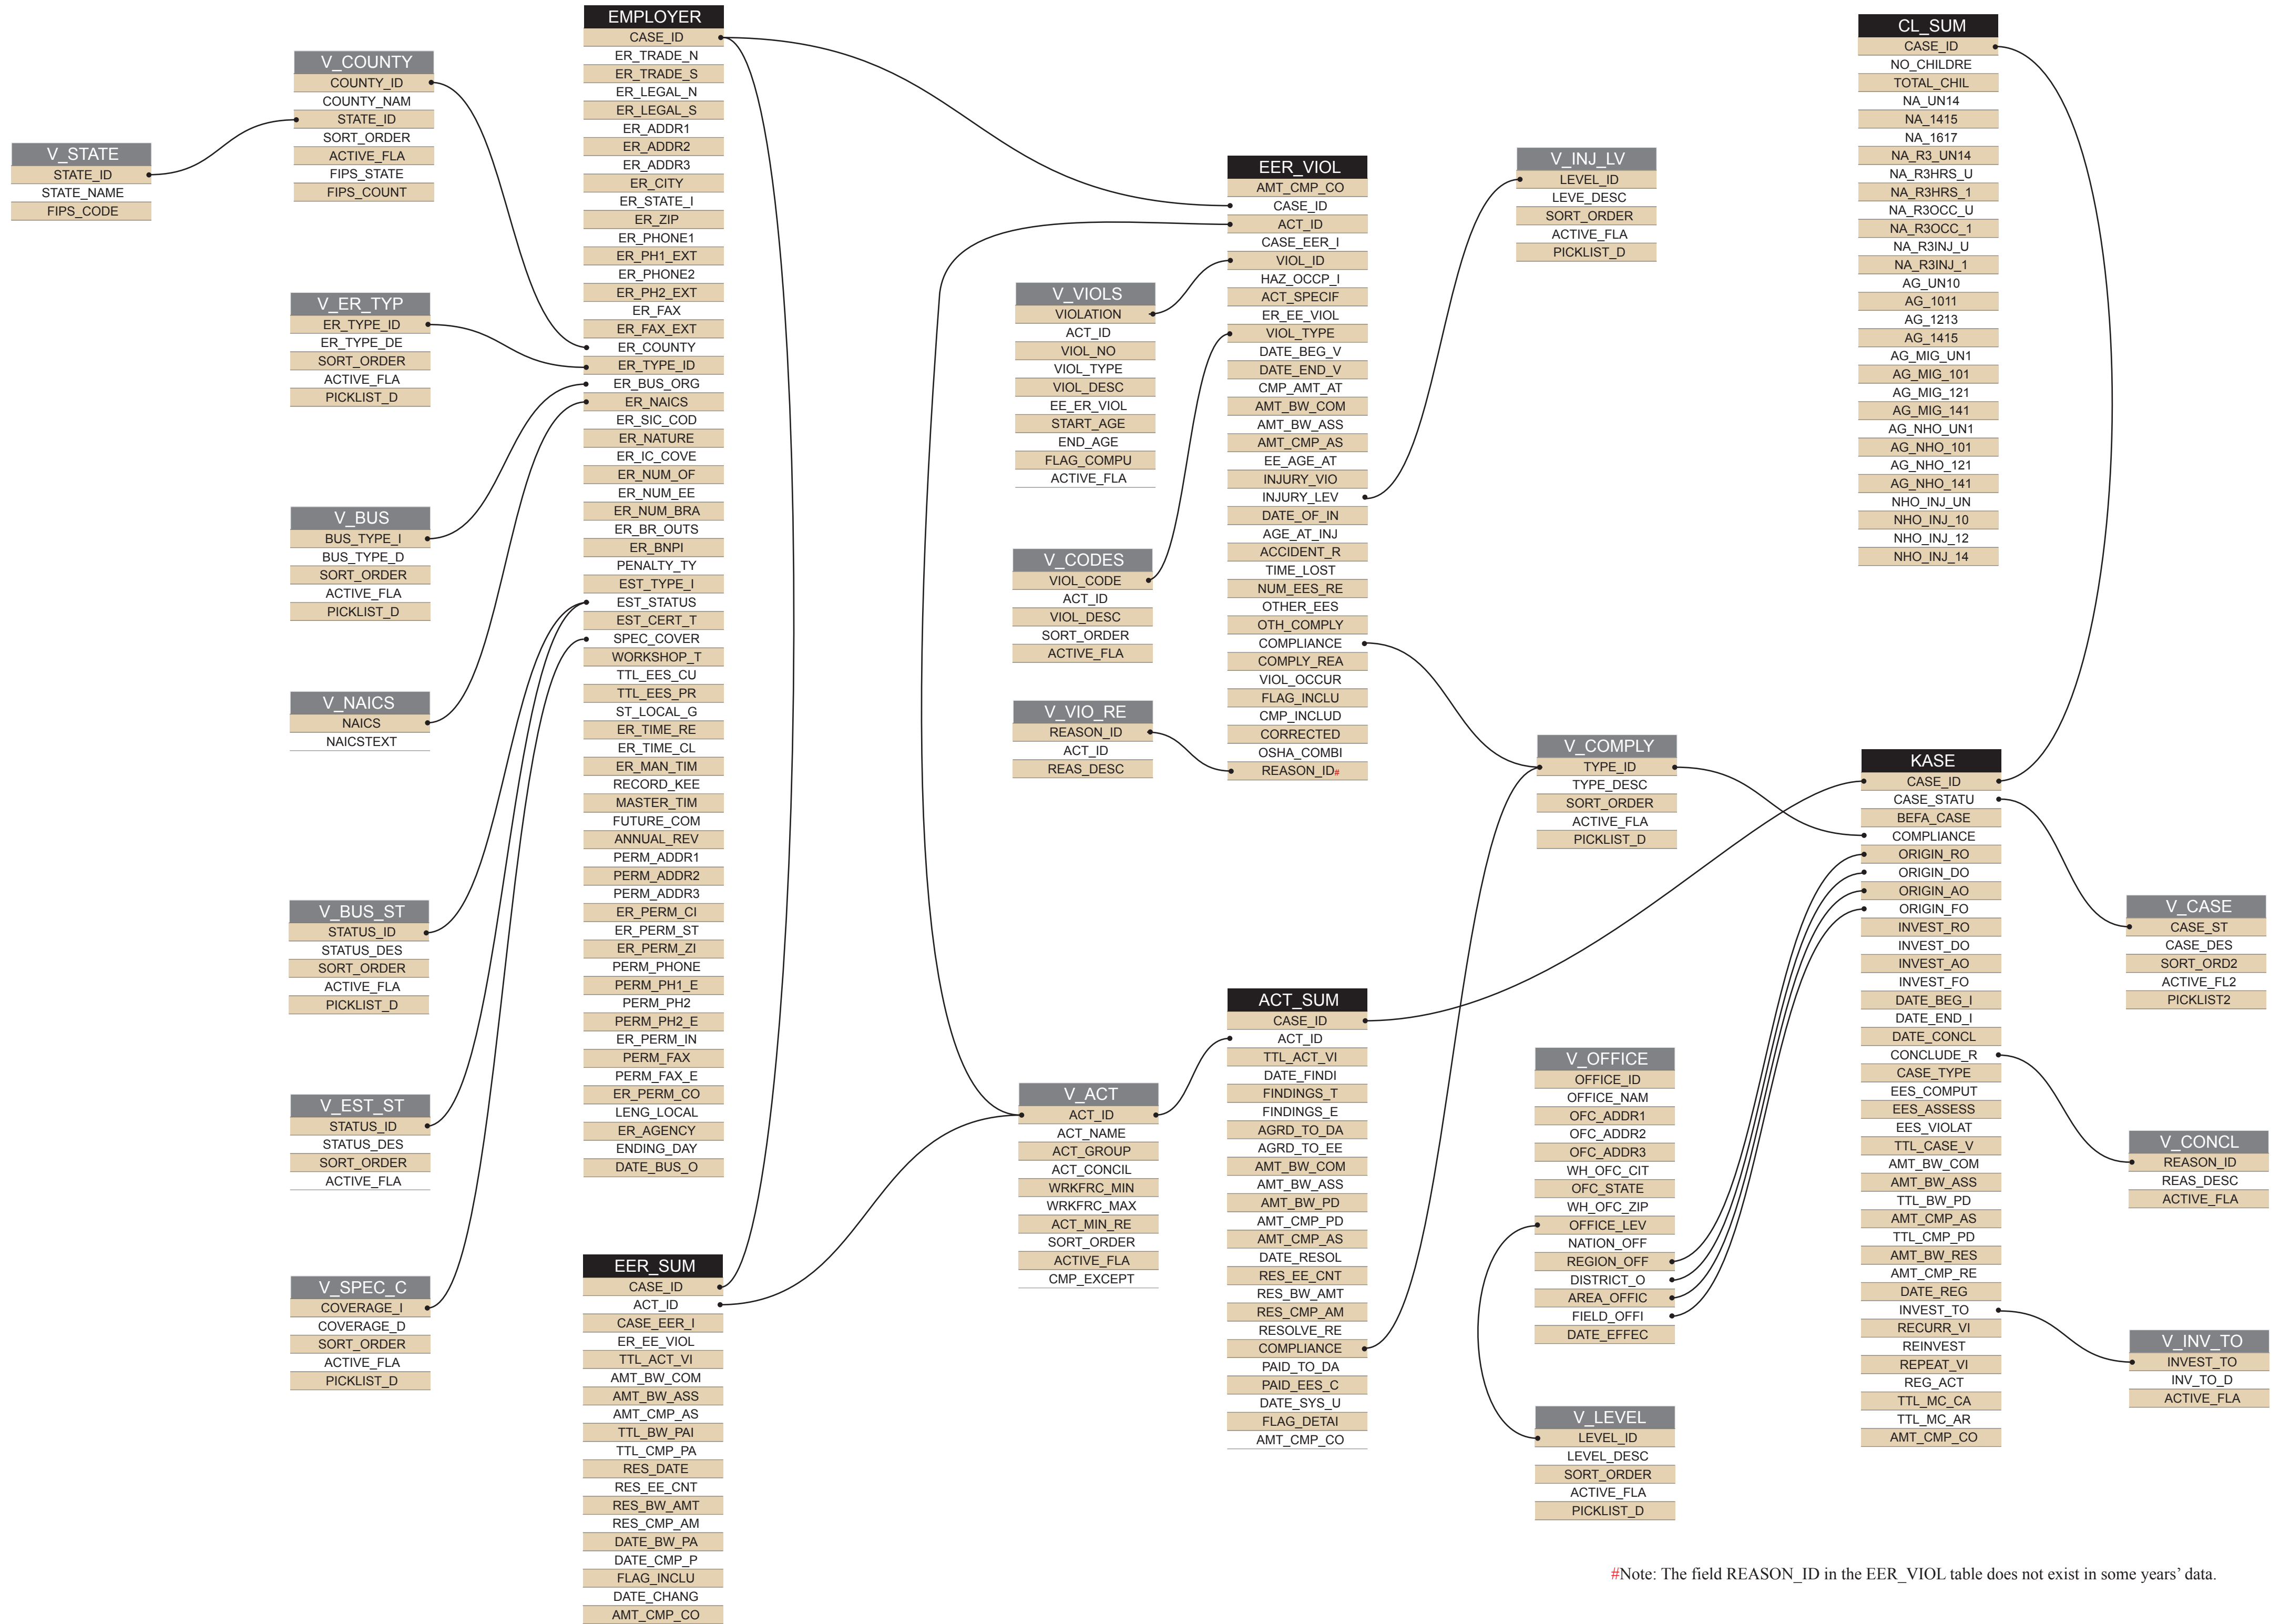 V_STATE
STATE_ID
STATE_NAME
FIPS_CODE
V_COUNTY
COUNTY_ID
COUNTY_NAM
STATE_ID
SORT_ORDER
ACTIVE_FLA
FIPS_STATE
FIPS_COUNT
V_ER_TYP
ER_TYPE_ID
ER_TYPE_DE
SORT_ORDER
ACTIVE_FLA
PICKLIST_D
V_BUS
BUS_TYPE_I
BUS_TYPE_D
SORT_ORDER
ACTIVE_FLA
PICKLIST_D
V_NAICS
NAICS
NAICSTEXT
V_BUS_ST
STATUS_ID
STATUS_DES
SORT_ORDER
ACTIVE_FLA
PICKLIST_D
V_EST_ST
STATUS_ID
STATUS_DES
SORT_ORDER
ACTIVE_FLA
V_SPEC_C
COVERAGE_I
COVERAGE_D
SORT_ORDER
ACTIVE_FLA
PICKLIST_D
EMPLOYER
CASE_ID
ER_TRADE_N
ER_TRADE_S
ER_LEGAL_N
ER_LEGAL_S
ER_ADDR1
ER_ADDR2
ER_ADDR3
ER_CITY
ER_STATE_I
ER_ZIP
ER_PHONE1
ER_PH1_EXT
ER_PHONE2
ER_PH2_EXT
ER_FAX
ER_FAX_EXT
ER_COUNTY
ER_TYPE_ID
ER_BUS_ORG
ER_NAICS
ER_SIC_COD
ER_NATURE
ER_IC_COVE
ER_NUM_OF
ER_NUM_EE
ER_NUM_BRA
ER_BR_OUTS
ER_BNPI
PENALTY_TY
EST_TYPE_I
EST_STATUS
EST_CERT_T
SPEC_COVER
WORKSHOP_T
TTL_EES_CU
TTL_EES_PR
ST_LOCAL_G
ER_TIME_RE
ER_TIME_CL
ER_MAN_TIM
RECORD_KEE
MASTER_TIM
FUTURE_COM
ANNUAL_REV
PERM_ADDR1
PERM_ADDR2
PERM_ADDR3
ER_PERM_CI
ER_PERM_ST
ER_PERM_ZI
PERM_PHONE
PERM_PH1_E
PERM_PH2
PERM_PH2_E
ER_PERM_IN
PERM_FAX
PERM_FAX_E
ER_PERM_CO
LENG_LOCAL
ER_AGENCY
ENDING_DAY
DATE_BUS_O
EER_SUM
CASE_ID
ACT_ID
CASE_EER_I
ER_EE_VIOL
TTL_ACT_VI
AMT_BW_COM
AMT_BW_ASS
AMT_CMP_AS
TTL_BW_PAI
TTL_CMP_PA
RES_DATE
RES_EE_CNT
RES_BW_AMT
RES_CMP_AM
DATE_BW_PA
DATE_CMP_P
FLAG_INCLU
DATE_CHANG
AMT_CMP_CO
V_VIOLS
VIOLATION
ACT_ID
VIOL_NO
VIOL_TYPE
VIOL_DESC
EE_ER_VIOL
START_AGE
END_AGE
FLAG_COMPU
ACTIVE_FLA
V_CODES
VIOL_CODE
ACT_ID
VIOL_DESC
SORT_ORDER
ACTIVE_FLA
V_VIO_RE
REASON_ID
ACT_ID
REAS_DESC
V_ACT
ACT_ID
ACT_NAME
ACT_GROUP
ACT_CONCIL
WRKFRC_MIN
WRKFRC_MAX
ACT_MIN_RE
SORT_ORDER
ACTIVE_FLA
CMP_EXCEPT
EER_VIOL
AMT_CMP_CO
CASE_ID
ACT_ID
CASE_EER_I
VIOL_ID
HAZ_OCCP_I
ACT_SPECIF
ER_EE_VIOL
VIOL_TYPE
DATE_BEG_V
DATE_END_V
CMP_AMT_AT
AMT_BW_COM
AMT_BW_ASS
AMT_CMP_AS
EE_AGE_AT
INJURY_VIO
INJURY_LEV
DATE_OF_IN
AGE_AT_INJ
ACCIDENT_R
TIME_LOST
NUM_EES_RE
OTHER_EES
OTH_COMPLY
COMPLIANCE
COMPLY_REA
VIOL_OCCUR
FLAG_INCLU
CMP_INCLUD
CORRECTED
OSHA_COMBI
REASON_ID#
ACT_SUM
CASE_ID
ACT_ID
TTL_ACT_VI
DATE_FINDI
FINDINGS_T
FINDINGS_E
AGRD_TO_DA
AGRD_TO_EE
AMT_BW_COM
AMT_BW_ASS
AMT_BW_PD
AMT_CMP_PD
AMT_CMP_AS
DATE_RESOL
RES_EE_CNT
RES_BW_AMT
RES_CMP_AM
RESOLVE_RE
COMPLIANCE
PAID_TO_DA
PAID_EES_C
DATE_SYS_U
FLAG_DETAI
AMT_CMP_CO
V_INJ_LV
LEVEL_ID
LEVE_DESC
SORT_ORDER
ACTIVE_FLA
PICKLIST_D
V_COMPLY
TYPE_ID
TYPE_DESC
SORT_ORDER
ACTIVE_FLA
PICKLIST_D
V_OFFICE
OFFICE_ID
OFFICE_NAM
OFC_ADDR1
OFC_ADDR2
OFC_ADDR3
WH_OFC_CIT
OFC_STATE
WH_OFC_ZIP
OFFICE_LEV
NATION_OFF
REGION_OFF
DISTRICT_O
AREA_OFFIC
FIELD_OFFI
DATE_EFFEC
V_LEVEL
LEVEL_ID
LEVEL_DESC
SORT_ORDER
ACTIVE_FLA
PICKLIST_D
CL_SUM
CASE_ID
NO_CHILDRE
TOTAL_CHIL
NA_UN14
NA_1415
NA_1617
NA_R3_UN14
NA_R3HRS_U
NA_R3HRS_1
NA_R3OCC_U
NA_R3OCC_1
NA_R3INJ_U
NA_R3INJ_1
AG_UN10
AG_1011
AG_1213
AG_1415
AG_MIG_UN1
AG_MIG_101
AG_MIG_121
AG_MIG_141
AG_NHO_UN1
AG_NHO_101
AG_NHO_121
AG_NHO_141
NHO_INJ_UN
NHO_INJ_10
NHO_INJ_12
NHO_INJ_14
KASE
CASE_ID
CASE_STATU
BEFA_CASE
COMPLIANCE
ORIGIN_RO
ORIGIN_DO
ORIGIN_AO
ORIGIN_FO
INVEST_RO
INVEST_DO
INVEST_AO
INVEST_FO
DATE_BEG_I
DATE_END_I
DATE_CONCL
CONCLUDE_R
CASE_TYPE
EES_COMPUT
EES_ASSESS
EES_VIOLAT
TTL_CASE_V
AMT_BW_COM
AMT_BW_ASS
TTL_BW_PD
AMT_CMP_AS
TTL_CMP_PD
AMT_BW_RES
AMT_CMP_RE
DATE_REG
INVEST_TO
RECURR_VI
REINVEST
REPEAT_VI
REG_ACT
TTL_MC_CA
TTL_MC_AR
AMT_CMP_CO
V_CASE
CASE_ST
CASE_DES
SORT_ORD2
ACTIVE_FL2
PICKLIST2
V_CONCL
REASON_ID
REAS_DESC
ACTIVE_FLA
V_INV_TO
INVEST_TO
INV_TO_D
ACTIVE_FLA
#Note: The field REASON_ID in the EER_VIOL table does not exist in some years’ data.